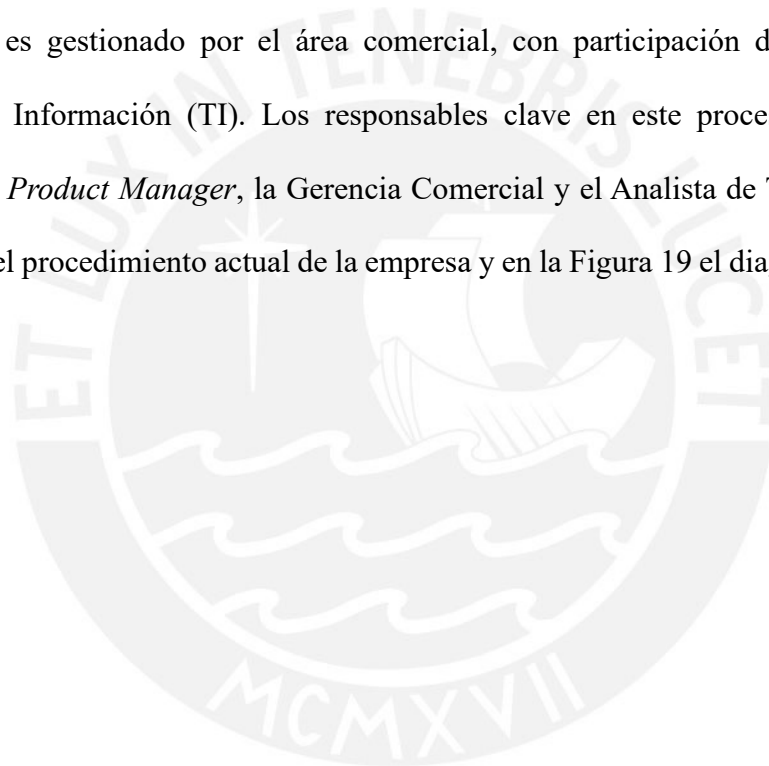 es gestionado por el área comercial, con participación d
Información (TI). Los responsables clave en este proce
Product Manager, la Gerencia Comercial y el Analista de T
el procedimiento actual de la empresa y en la Figura 19 el dia
ET LUX IN TENEBRIS LUCET
MCMXVII